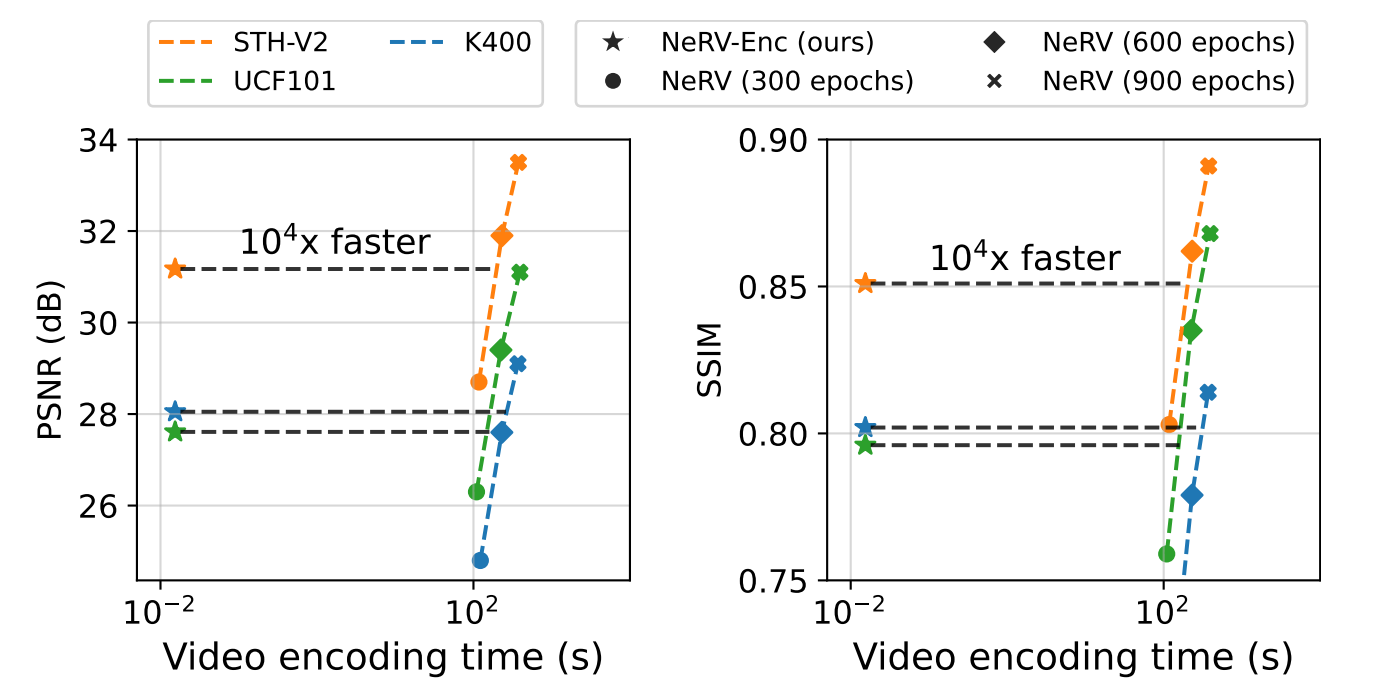 STH-V2 K400
UCF101
NeRV-Enc (ours) NeRV (600 epochs)
NeRV (300 epochs) NeRV (900 epochs)
34
32
30
28
26
PSNR (dB)
10⁴x faster
10⁻² 10²
Video encoding time (s)
0.90
0.85
0.80
0.75
SSIM
10⁴x faster
10⁻² 10²
Video encoding time (s)